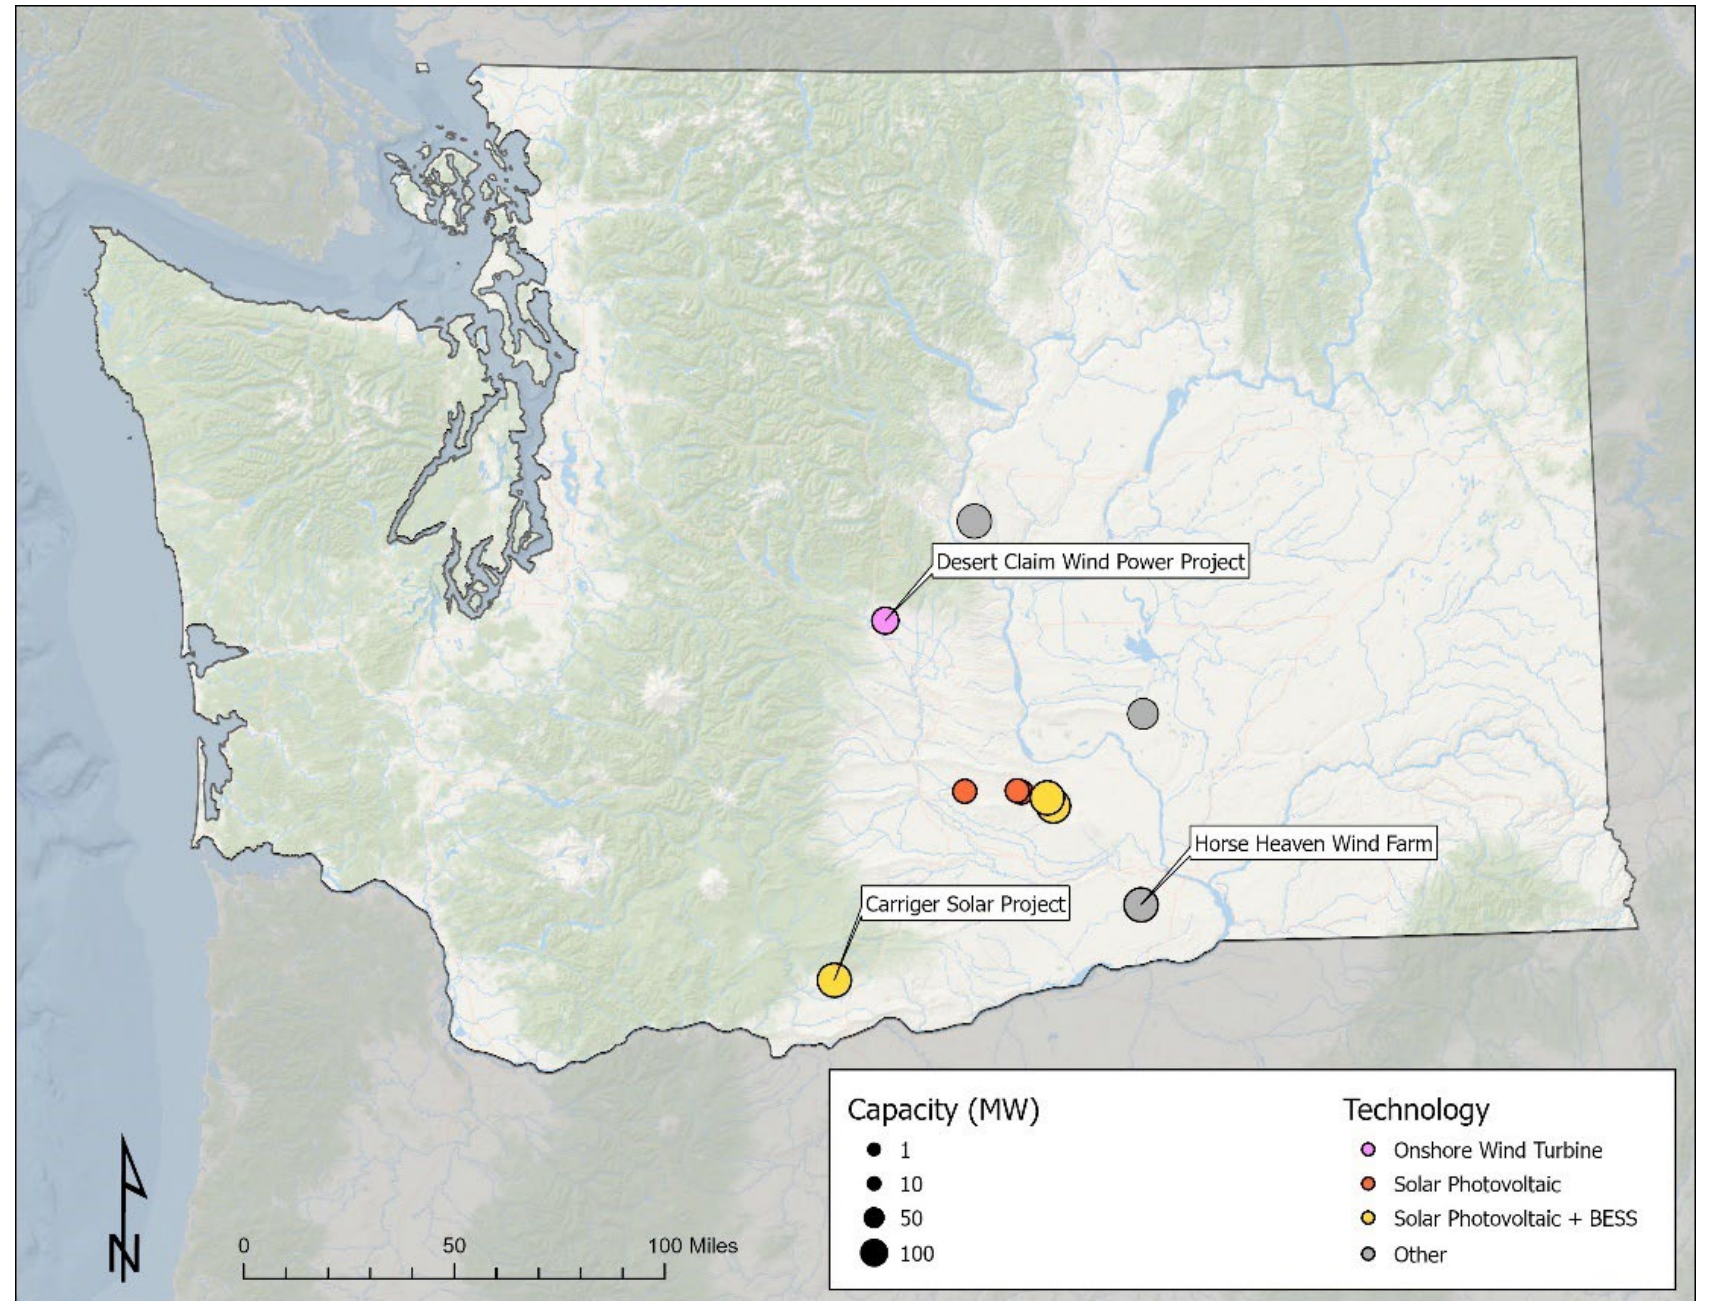 Desert Claim Wind Power Project
Horse Heaven Wind Farm
Carriger Solar Project
Capacity (MW)
1
10
50
100
Technology
Onshore Wind Turbine
Solar Photovoltaic
Solar Photovoltaic + BESS
Other
0 50 100 Miles
N